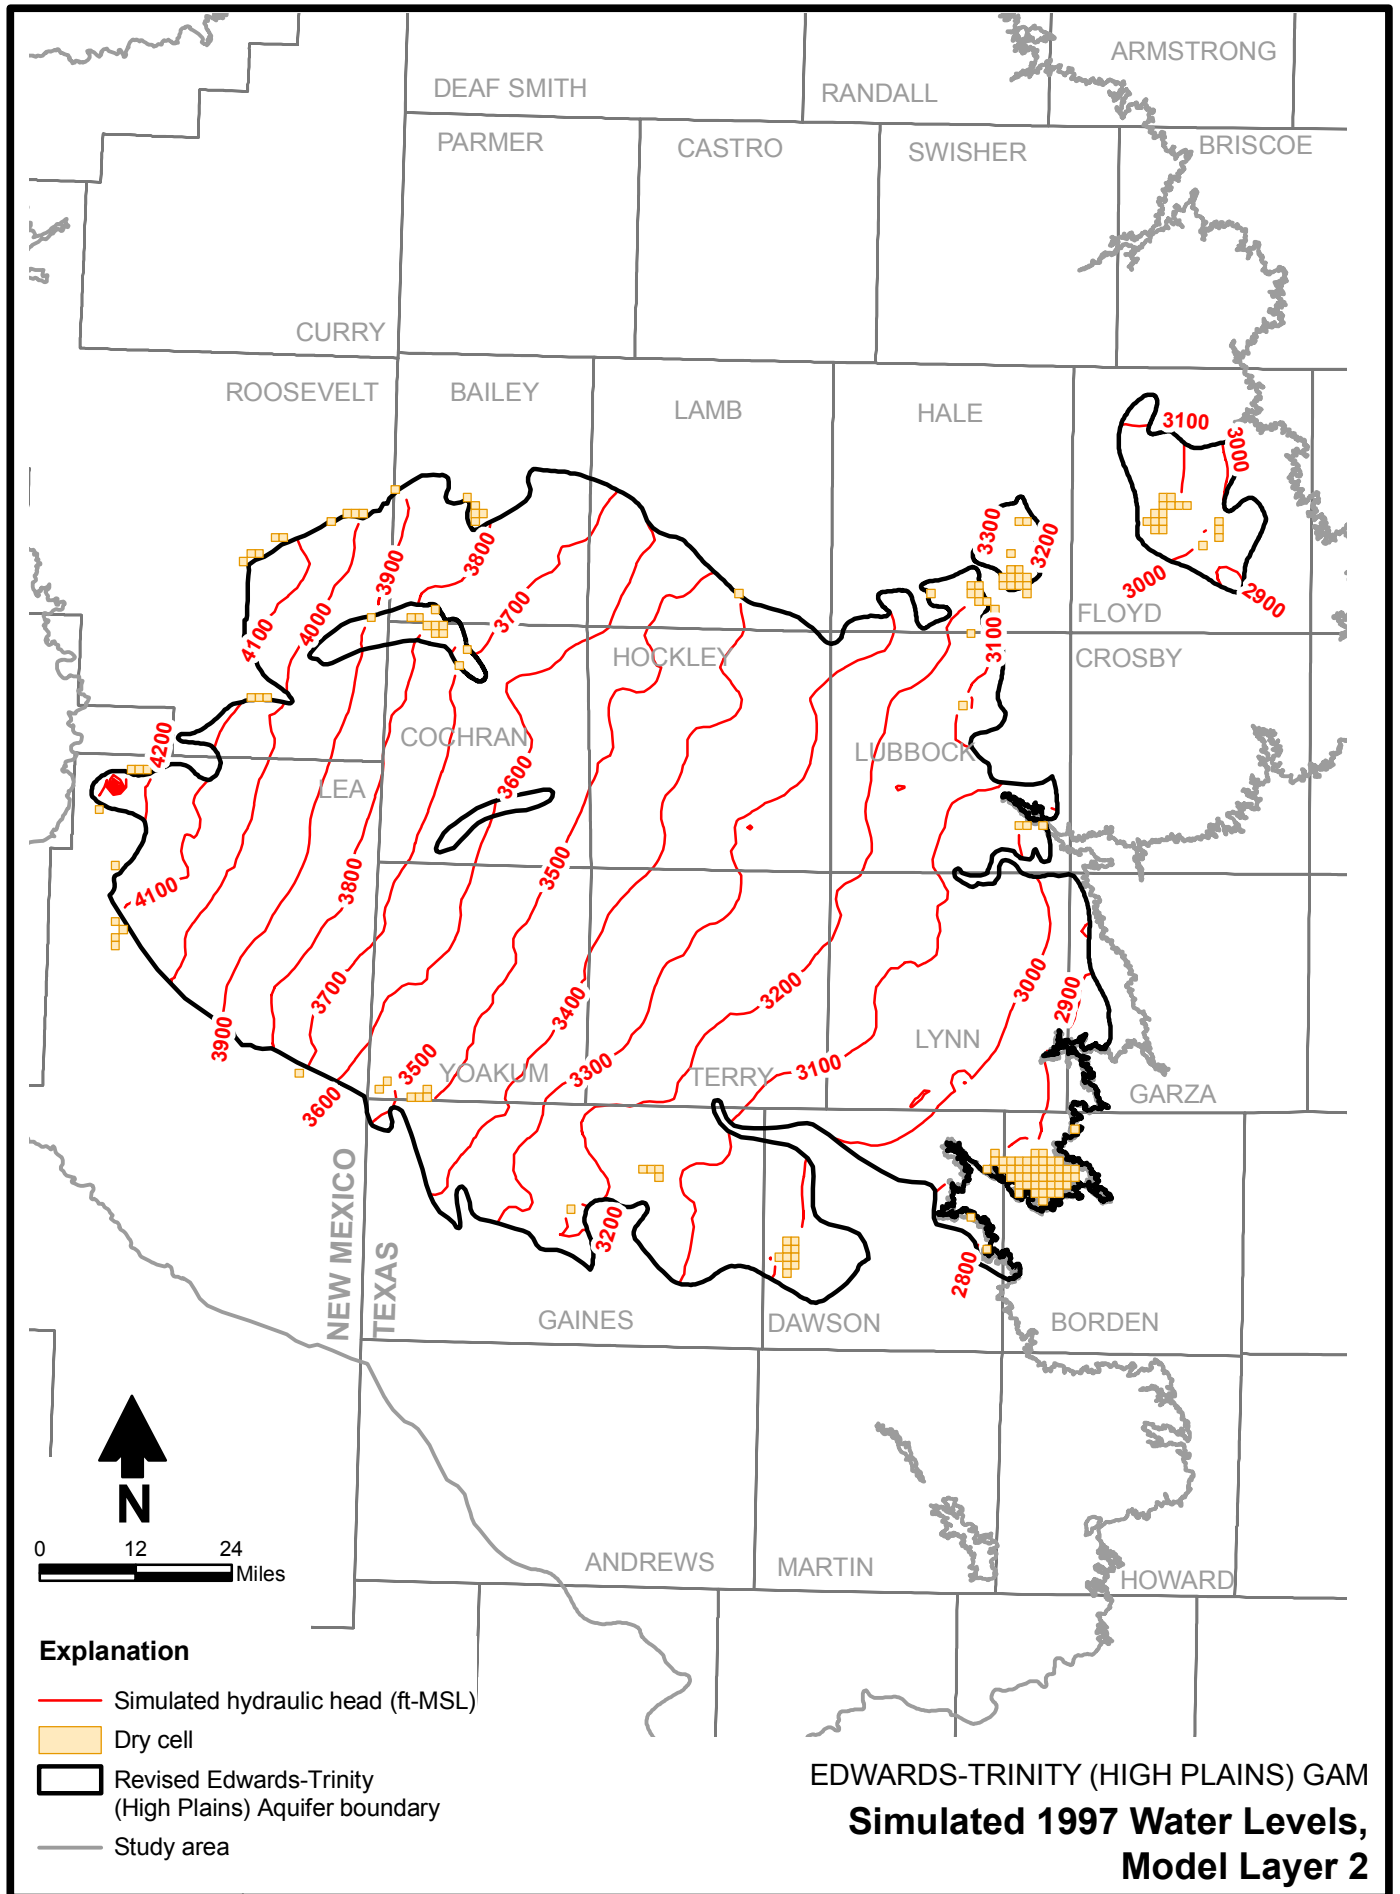 ARMSTRONG
DEAF SMITH
RANDALL
PARMER
CASTRO
SWISHER
BRISCOE
CURRY
ROOSEVELT
BAILEY
LAMB
HALE
3100
3000
3300
3200
3800
3900
3700
4000
4100
3000
2900
FLOYD
3100
HOCKLEY
CROSBY
4200
COCHRAN
LUBBOCK
3600
LEA
3500
3800
4100
3700
3200
3000
2900
3400
3900
LYNN
3500
YOAKUM
3300
TERRY
3100
GARZA
3600
NEW MEXICO
TEXAS
3200
2800
GAINES
DAWSON
BORDEN
N
0 12 24
Miles
ANDREWS
MARTIN
HOWARD
Explanation
Simulated hydraulic head (ft-MSL)
Dry cell
Revised Edwards-Trinity
(High Plains) Aquifer boundary
Study area
EDWARDS-TRINITY (HIGH PLAINS) GAM
Simulated 1997 Water Levels,
Model Layer 2